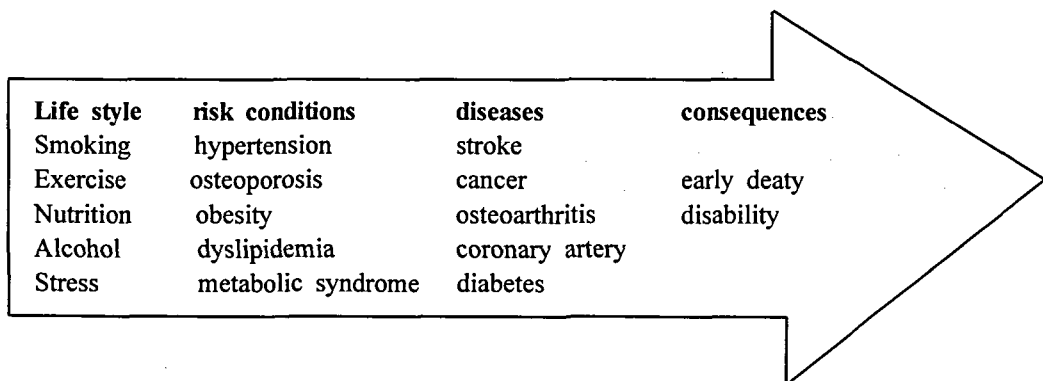 Life style risk conditions diseases consequences
Smoking hypertension stroke
Exercise osteoporosis cancer early deaty
Nutrition obesity osteoarthritis disability
Alcohol dyslipidemia coronary artery
Stress metabolic syndrome diabetes